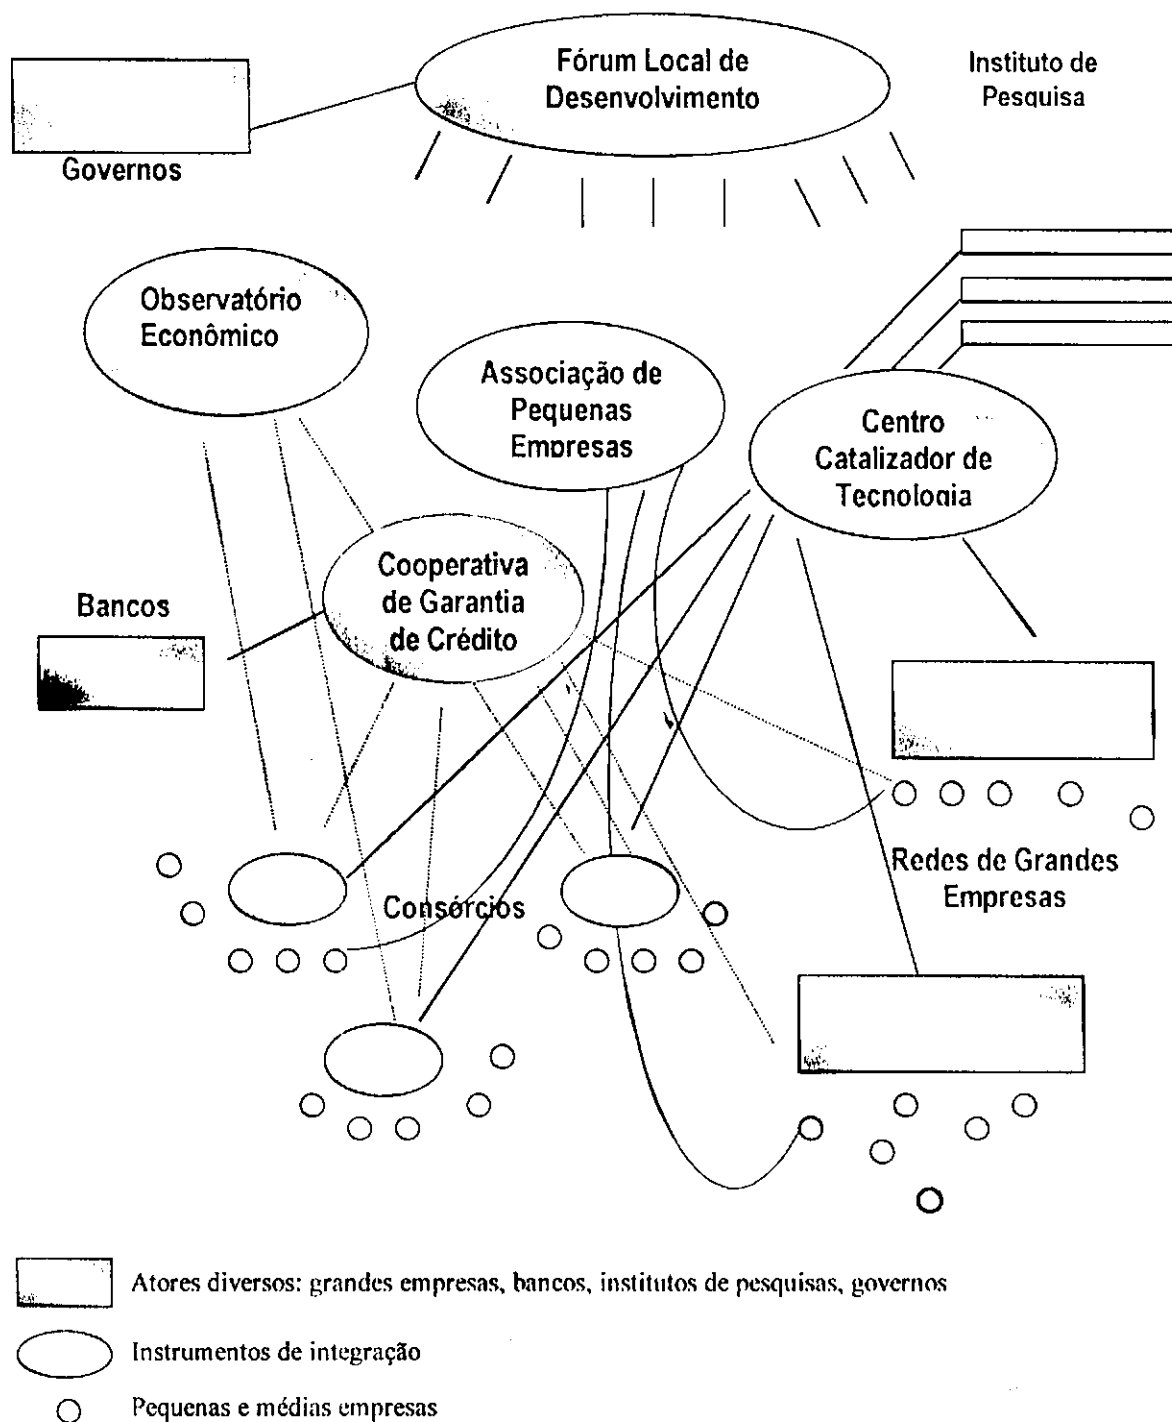 Fórum Local de
Desenvolvimento
Instituto de
Pesquisa
Governos
Observatório
Econômico
Associação de
Pequenas
Empresas
Centro
Catalizador de
Tecnologia
Cooperativa
de Garantia
de Crédito
Bancos
Consórcios
Redes de Grandes
Empresas
Atores diversos: grandes empresas, bancos, institutos de pesquisas, governos
Instrumentos de integração
Pequenas e médias empresas